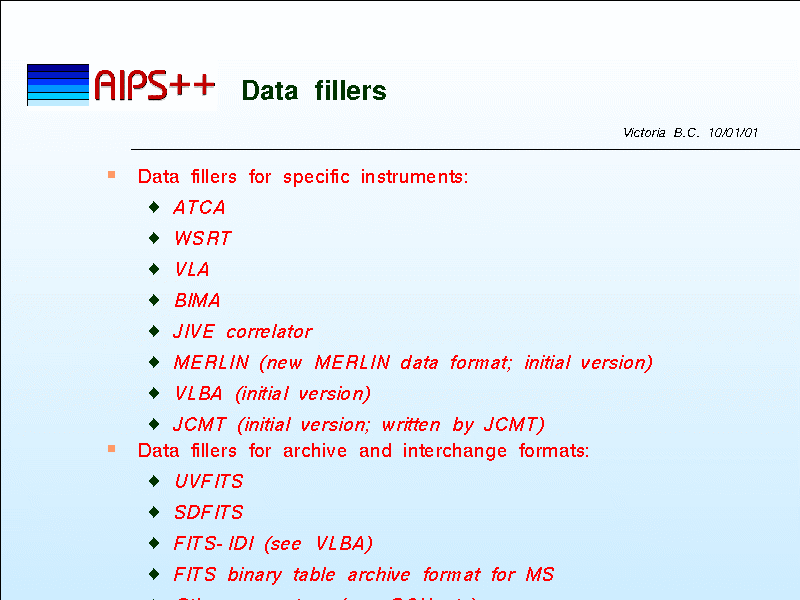 AIPS++ Data fillers
Victoria B.C. 10/01/01
Data fillers for specific instruments:
ATCA
WSRT
VLA
BIMA
JIVE correlator
MERLIN (new MERLIN data format; initial version)
VLBA (initial version)
JCMT (initial version; written by JCMT)
Data fillers for archive and interchange formats:
UVFITS
SDFITS
FITS-IDI (see VLBA)
FITS binary table archive format for MS